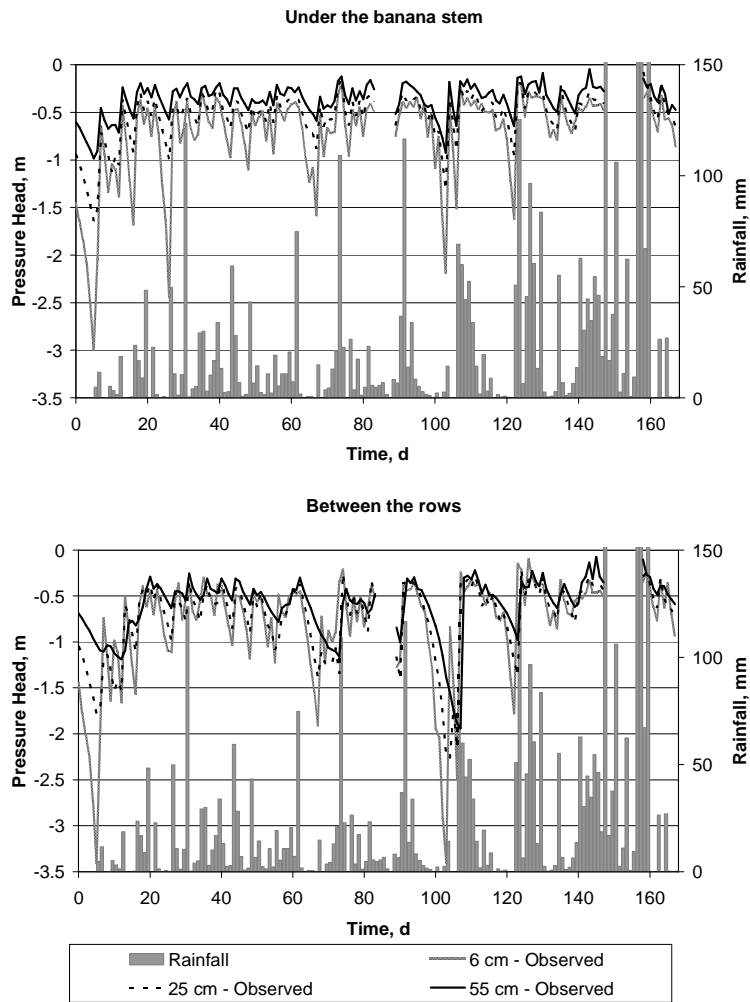 Under the banana stem
0
-0.5
-1
-1.5
-2
-2.5
-3
-3.5
Pressure Head, m
150
100
50
0
Rainfall, mm
0 20 40 60 80 100 120 140 160
Time, d
Between the rows
0
-0.5
-1
-1.5
-2
-2.5
-3
-3.5
Pressure Head, m
150
100
50
0
Rainfall, mm
0 20 40 60 80 100 120 140 160
Time, d
Rainfall 6 cm - Observed
25 cm - Observed 55 cm - Observed